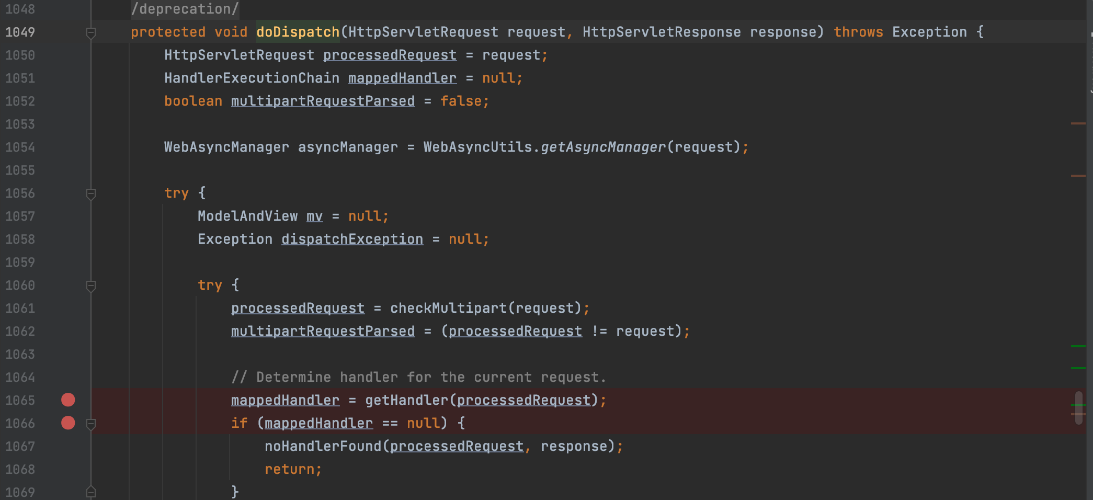 1048 /deprecation/
1049 protected void doDispatch(HttpServletRequest request, HttpServletResponse response) throws Exception {
1050 HttpServletRequest processedRequest = request;
1051 HandlerExecutionChain mappedHandler = null;
1052 boolean multipartRequestParsed = false;
1053
1054 WebAsyncManager asyncManager = WebAsyncUtils.getAsyncManager(request);
1055
1056 try {
1057 ModelAndView mv = null;
1058 Exception dispatchException = null;
1059
1060 try {
1061 processedRequest = checkMultipart(request);
1062 multipartRequestParsed = (processedRequest != request);
1063
1064 // Determine handler for the current request.
1065 mappedHandler = getHandler(processedRequest);
1066 if (mappedHandler == null) {
1067 noHandlerFound(processedRequest, response);
1068 return;
1069 }